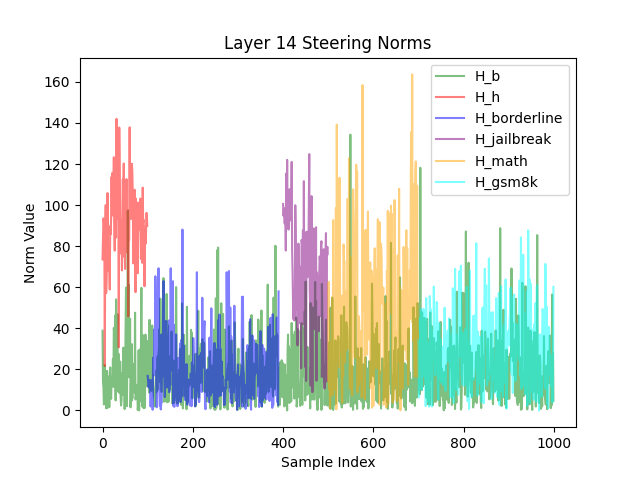 Layer 14 Steering Norms
160
140
120
100
80
60
40
20
0
Norm Value
H_b
H_h
H_borderline
H_jailbreak
H_math
H_gsm8k
0
200
400
600
800
1000
Sample Index